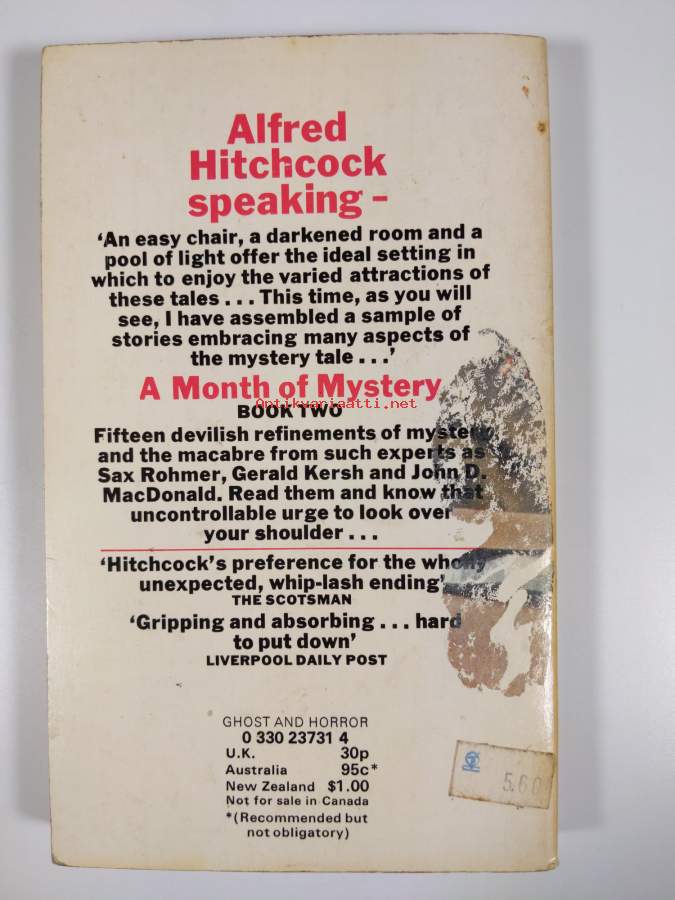 Alfred
Hitchcock
speaking –
‘An easy chair, a darkened room and a
pool of light offer the ideal setting in
which to enjoy the varied attractions of
these tales . . . This time, as you will
see, I have assembled a sample of
stories embracing many aspects of
the mystery tale . . .’
A Month of Mystery
Optikvariaatti.net
BOOK TWO
Fifteen devilish refinements of mystery
and the macabre from such experts as
Sax Rohmer, Gerald Kersh and John D.
MacDonald. Read them and know that
uncontrollable urge to look over
your shoulder . . .
‘Hitchcock’s preference for the wholly
unexpected, whip-lash ending’
THE SCOTSMAN
‘Gripping and absorbing . . . hard
to put down’
LIVERPOOL DAILY POST
GHOST AND HORROR
0 330 23731 4
U.K. 30p
Australia 95c*
New Zealand $1.00
Not for sale in Canada
*(Recommended but
not obligatory)
5.60